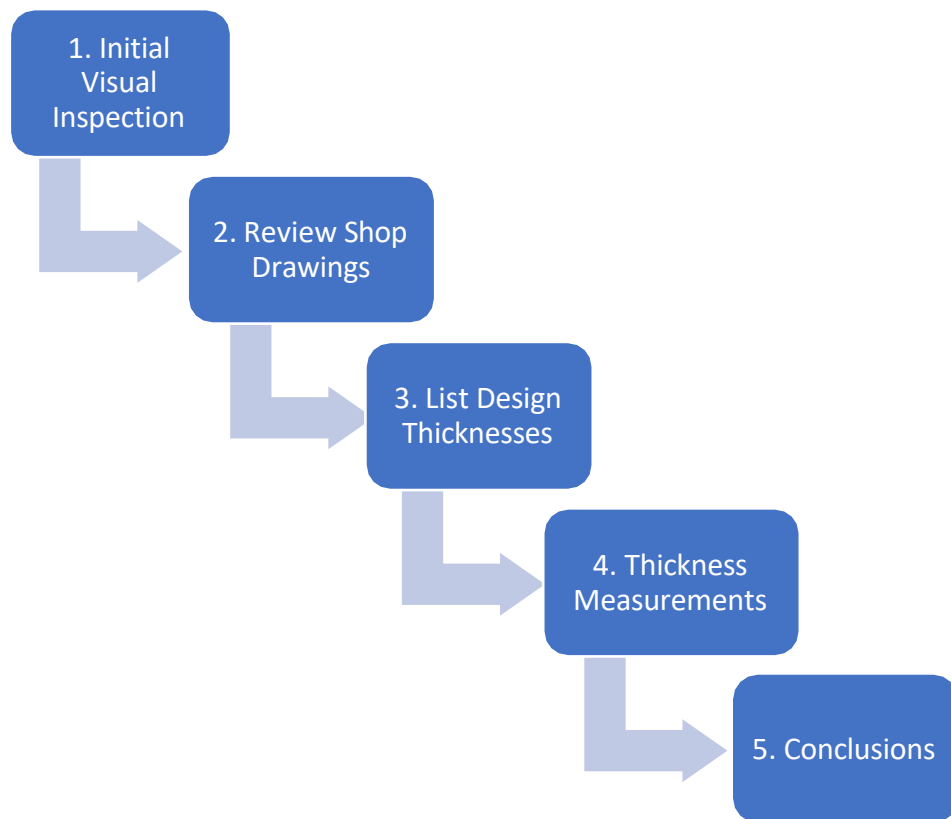 1. Initial
Visual
Inspection
2. Review Shop
Drawings
3. List Design
Thicknesses
4. Thickness
Measurements
5. Conclusions